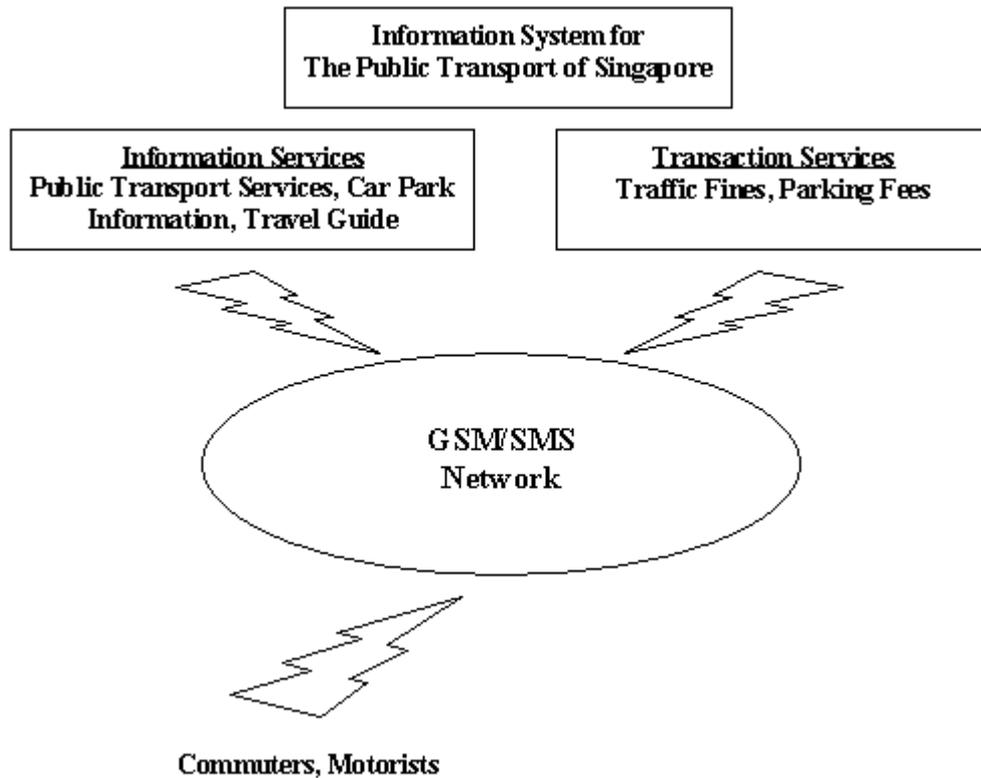 Information System for
The Public Transport of Singapore
Information Services
Public Transport Services, Car Park
Information, Travel Guide
Transaction Services
Traffic Fines, Parking Fees
GSM/SMS
Network
Commuters, Motorists